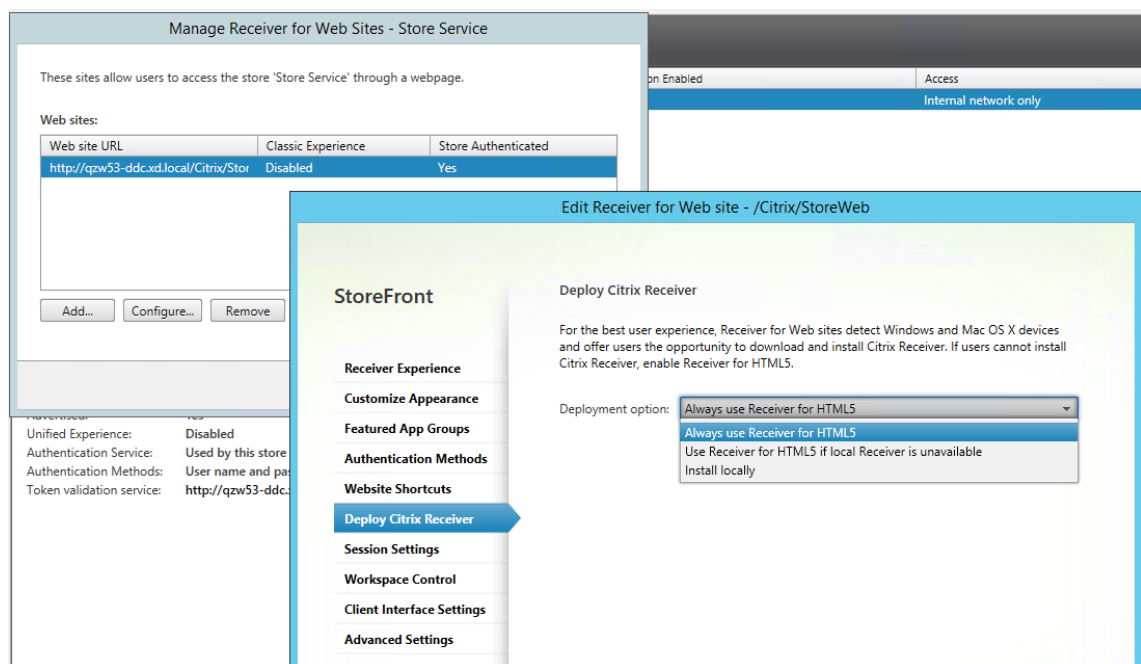 Manage Receiver for Web Sites - Store Service
These sites allow users to access the store 'Store Service' through a webpage.
Web sites:
Web site URL Classic Experience Store Authenticated
http://qzw53-ddc.xd.local/Citrix/Stor Disabled Yes
Add... Configure... Remove
Enabled Access
Internal network only
Unified Experience: Disabled
Authentication Service: Used by this store
Authentication Methods: User name and
Token validation service: http://qzw53-ddc.
Edit Receiver for Web site - /Citrix/StoreWeb
StoreFront
Receiver Experience
Customize Appearance
Featured App Groups
Authentication Methods
Website Shortcuts
Deploy Citrix Receiver
Session Settings
Workspace Control
Client Interface Settings
Advanced Settings
Deploy Citrix Receiver
For the best user experience, Receiver for Web sites detect Windows and Mac OS X devices
and offer users the opportunity to download and install Citrix Receiver. If users cannot install
Citrix Receiver, enable Receiver for HTML5.
Deployment option: Always use Receiver for HTML5
Always use Receiver for HTML5
Use Receiver for HTML5 if local Receiver is unavailable
Install locally